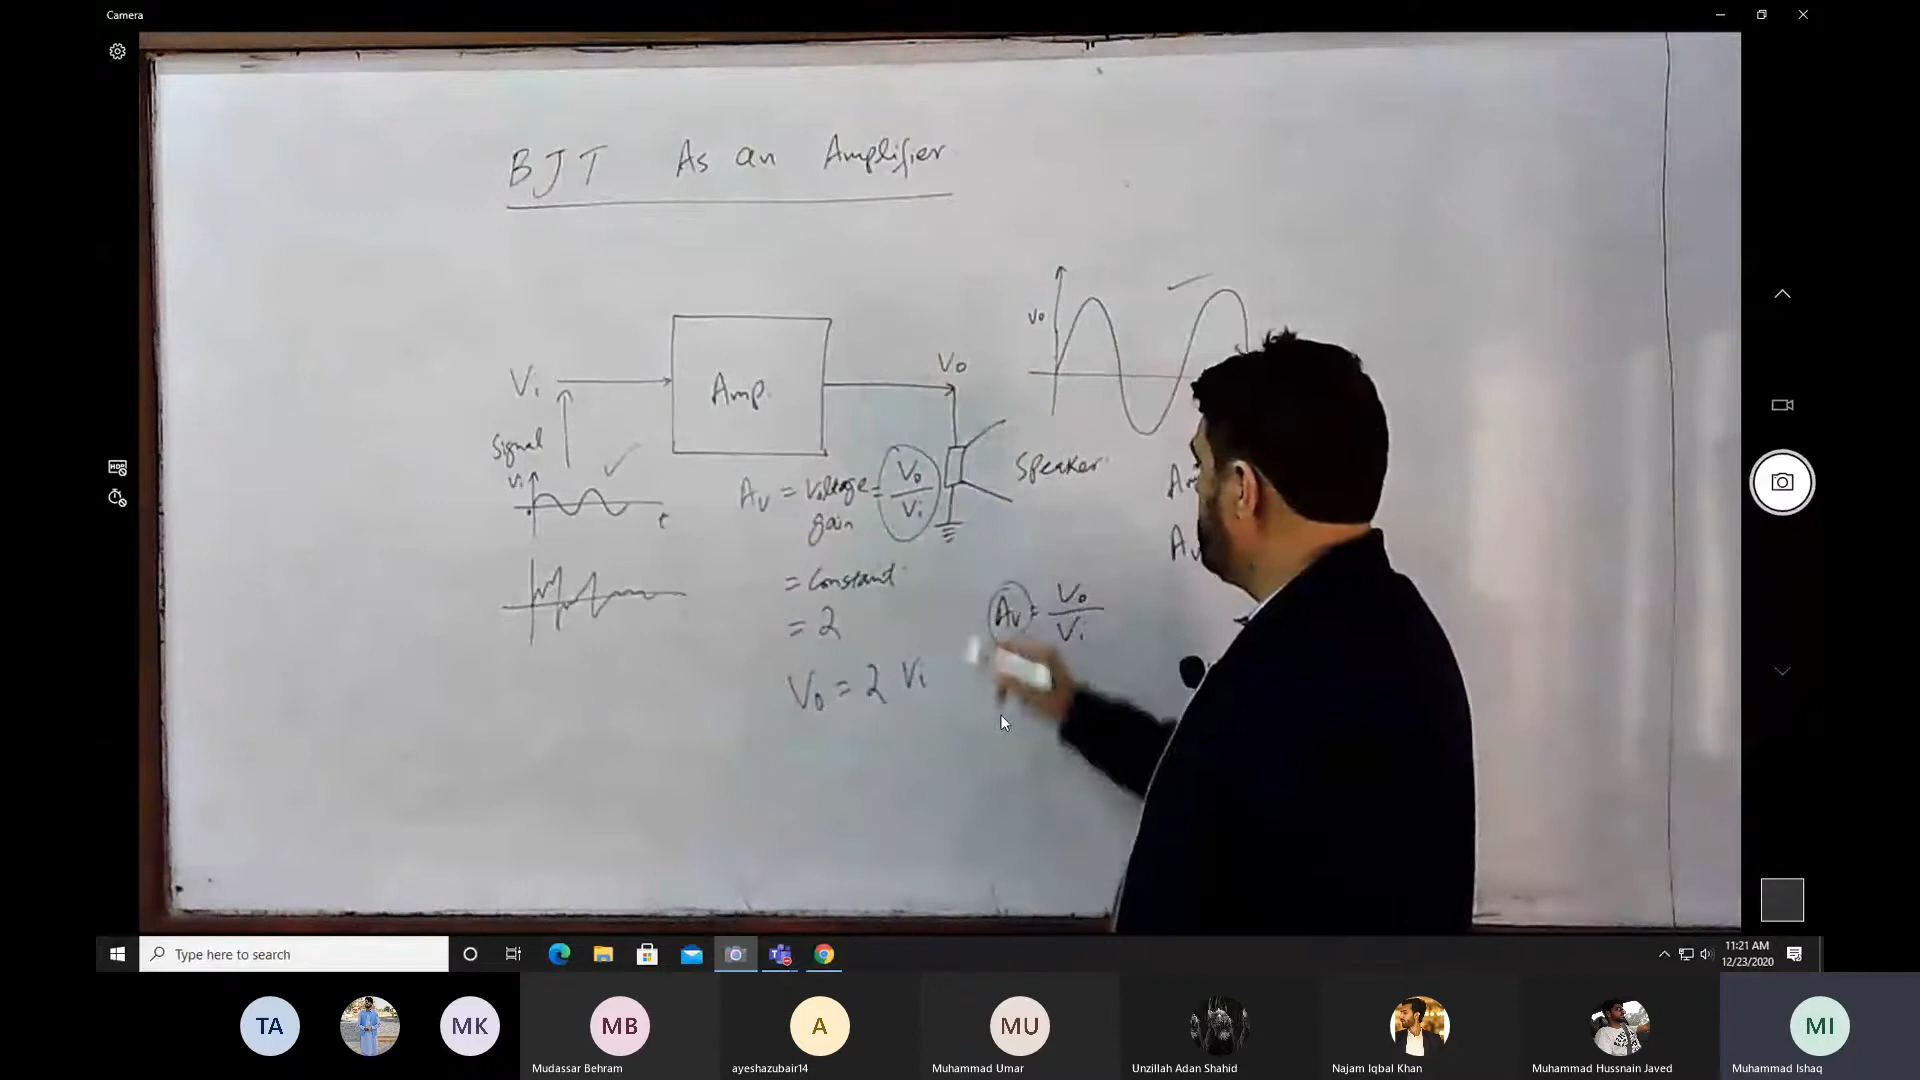 Camera
BJT As an Amplifier
Vi
Amp.
Vo
Vo
Signal
Vi
t
Speaker
Av = Voltage gain = Vo / Vi
= Constant
= 2
Vo = 2 Vi
Av = Vo / Vi
Av
Type here to search
11:21 AM
12/23/2020
TA
MK
MB
A
MU
MI
Mudassar Behram
ayeshazubair14
Muhammad Umar
Unzillah Adan Shahid
Najam Iqbal Khan
Muhammad Hussnain Javed
Muhammad Ishaq